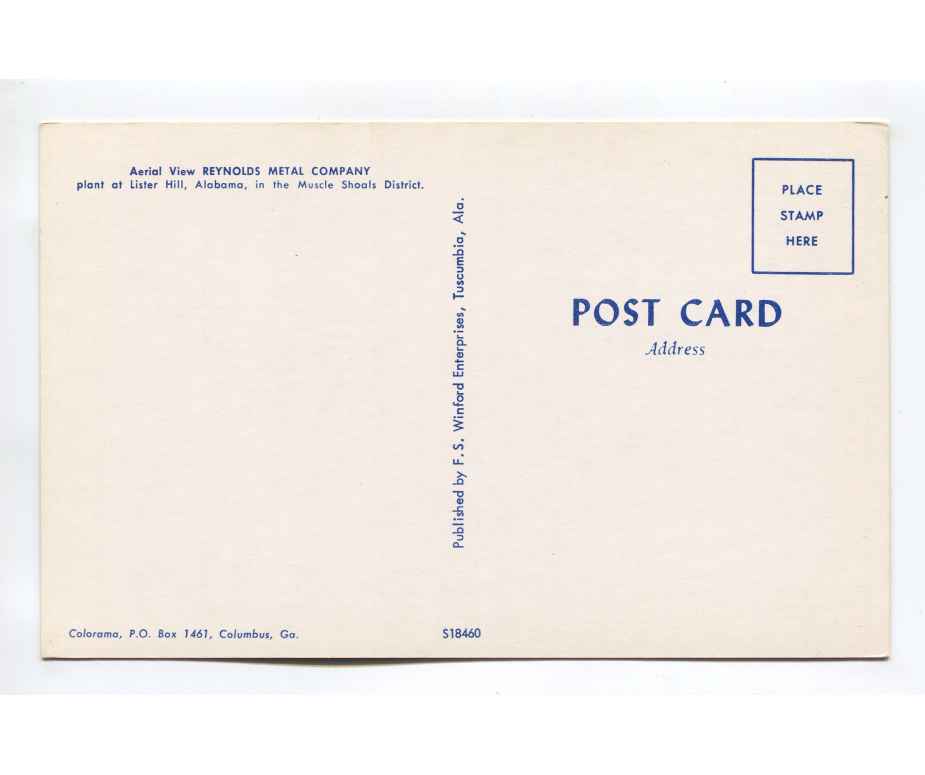 Aerial View REYNOLDS METAL COMPANY
plant at Lister Hill, Alabama, in the Muscle Shoals District.
Published by F. S. Winford Enterprises, Tuscumbia, Ala.
PLACE
STAMP
HERE
POST CARD
Address
Colorama, P.O. Box 1461, Columbus, Ga.
S18460